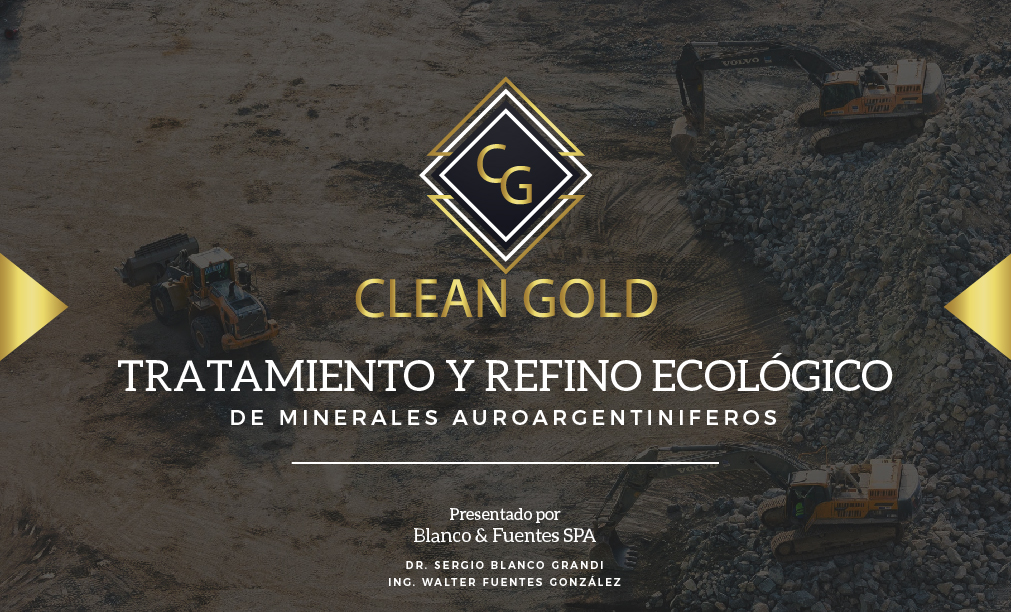 VOLVO
CG
CLEAN GOLD
TRATAMIENTO Y REFINO ECOLÓGICO
DE MINERALES AUROARGENTINIFEROS
Presentado por
Blanco & Fuentes SPA
DR. SERGIO BLANCO GRANDI
ING. WALTER FUENTES GONZÁLEZ